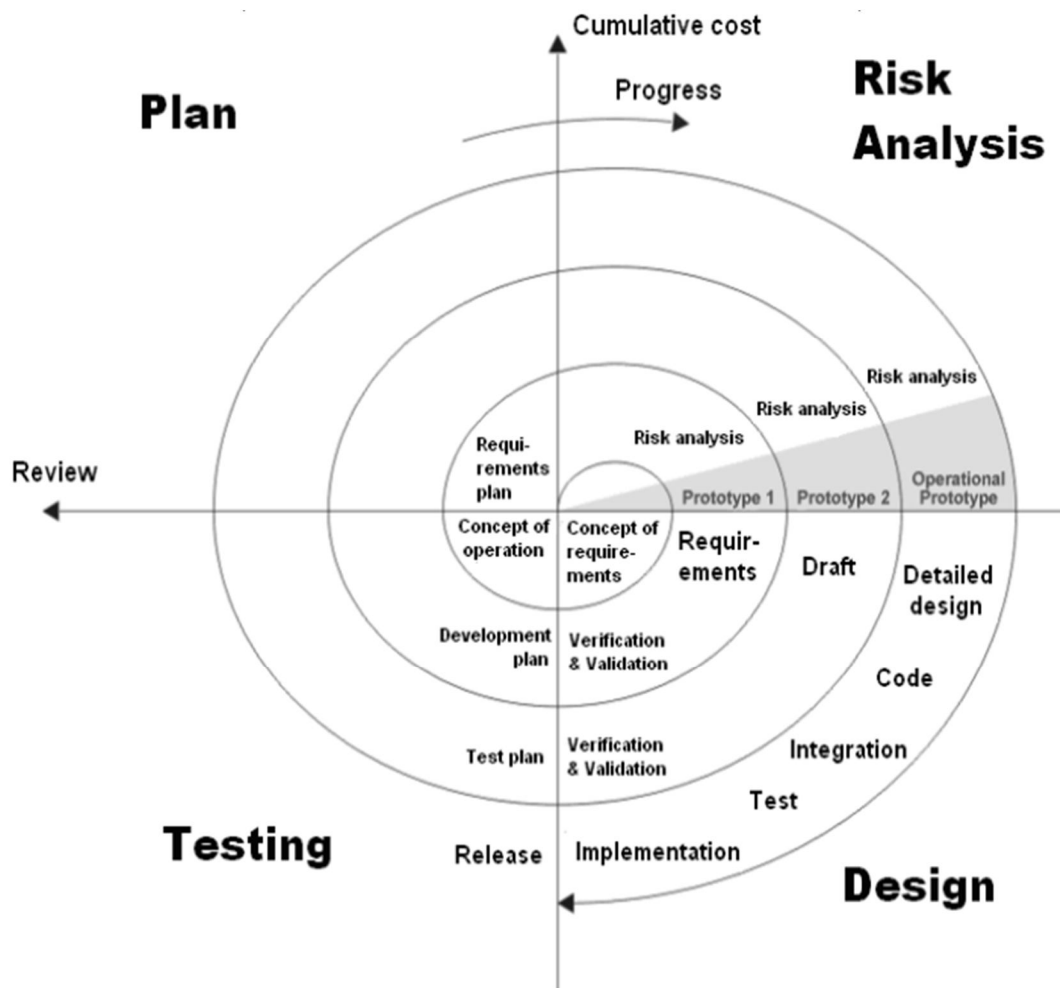 Cumulative cost
Progress
Plan
Risk
Analysis
Risk analysis
Risk analysis
Risk analysis
Requi-
rements
plan
Review
Prototype 1
Prototype 2
Operational
Prototype
Concept of
operation
Concept of
require-
ments
Requir-
ements
Draft
Detailed
design
Development
plan
Verification
& Validation
Code
Test plan
Verification
& Validation
Integration
Test
Testing
Release
Implementation
Design